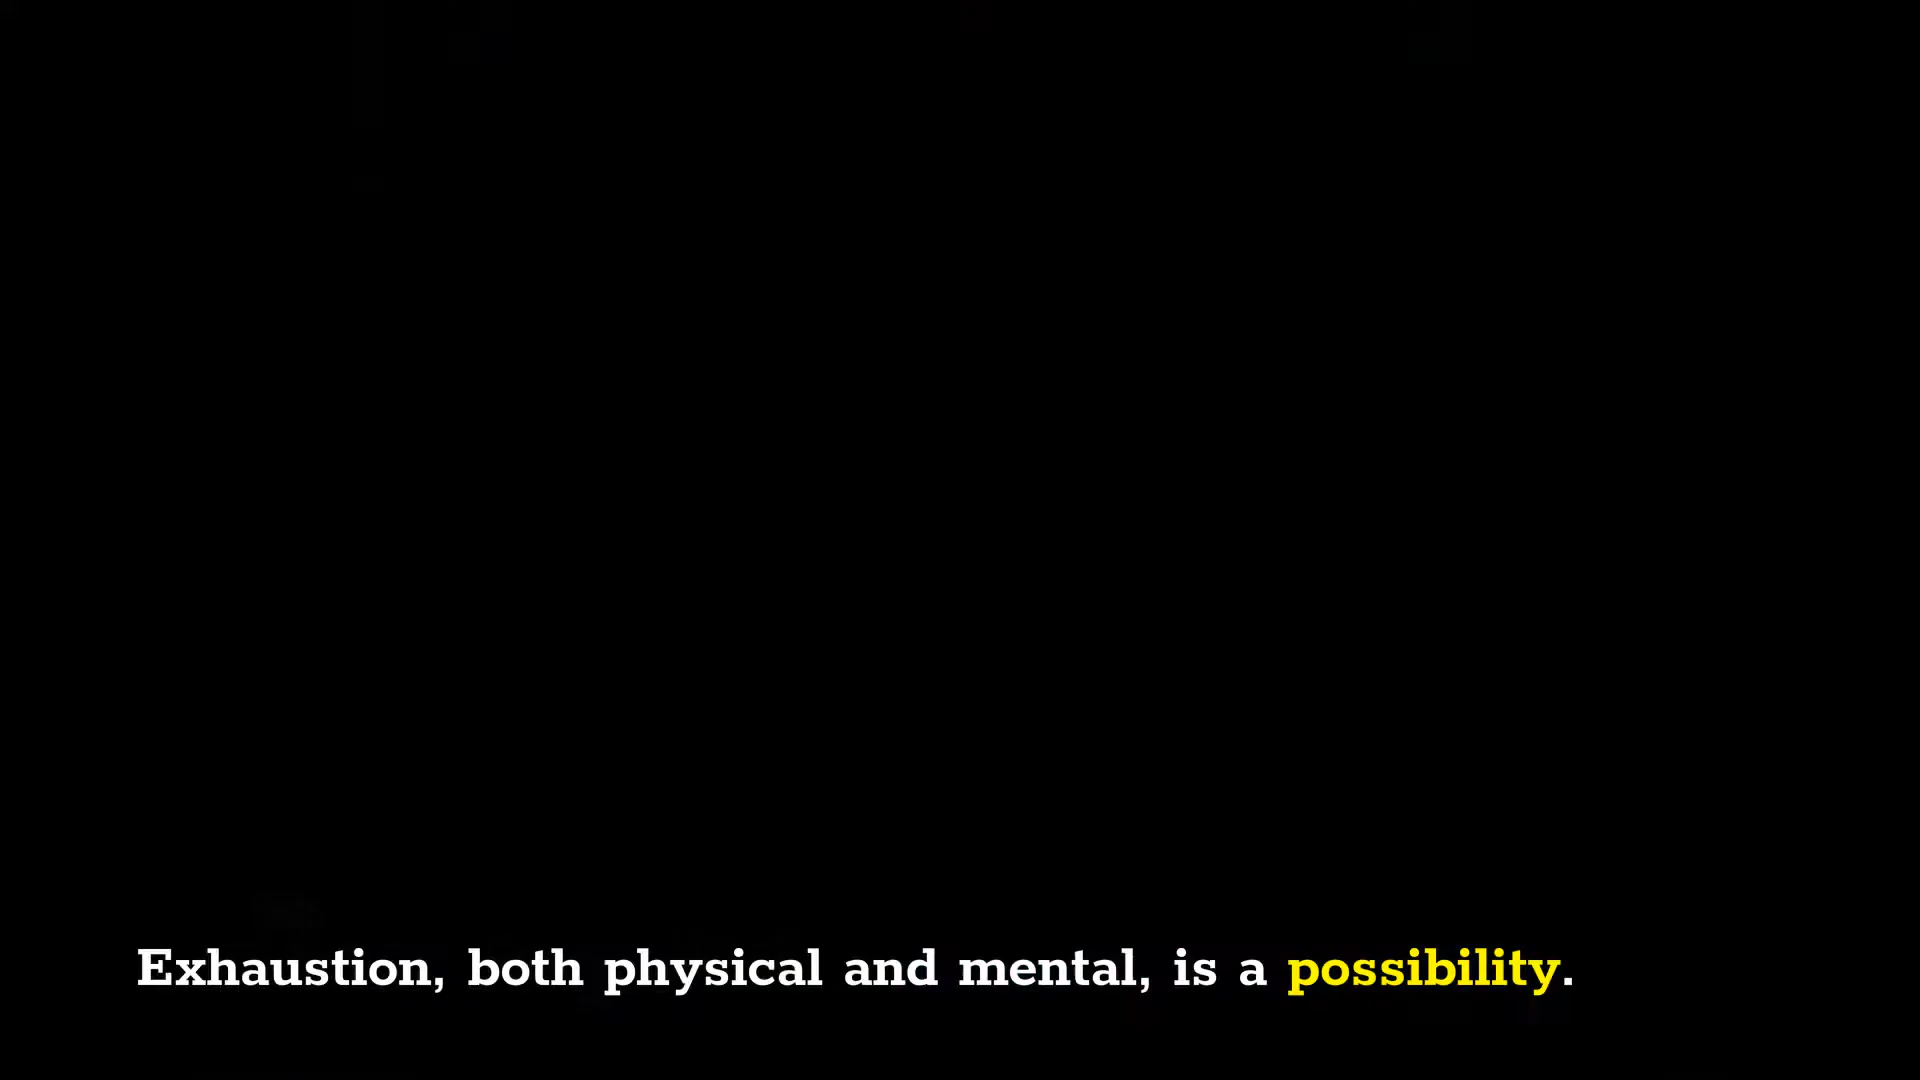 Exhaustion, both physical and mental, is a possibility.